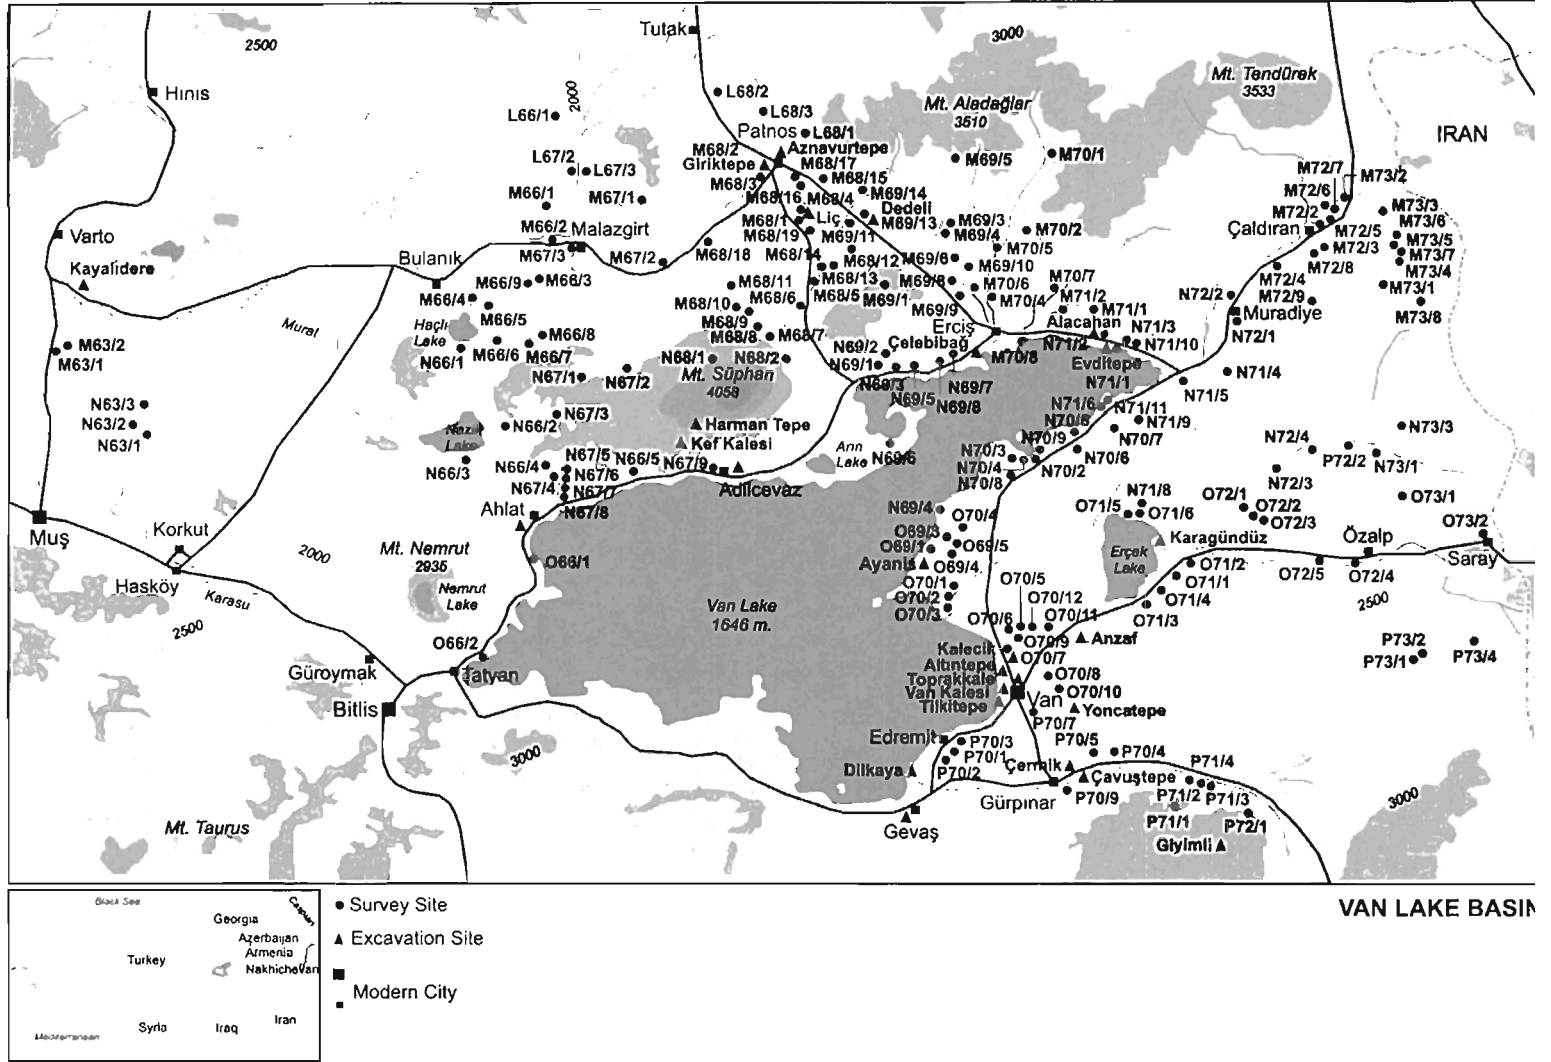 Tutak
3000
2500
Mt. Tendürek
3533
Hınıs
L68/2
2000
L66/1
L68/3
Mt. Aladağlar
3510
Patnos
L68/1
IRAN
M68/2
Aznavurtepe
L67/2
L67/3
Giriktepe
M68/17
M69/5
M70/1
M68/3
M68/15
M72/7
M73/2
M66/1
M67/1
M68/16
M68/4
M69/14
M72/6
M73/3
M68/1
Liç
Dedeli
M69/13
M69/3
M72/2
M73/6
M66/2
Malazgirt
M68/19
M69/11
M69/4
M70/2
Çaldıran
M72/5
M73/5
Varto
M67/3
M68/18
M68/14
M68/12
M70/5
M72/3
M73/7
Kayalıdere
Bulanık
M67/2
M68/13
M69/6
M69/10
M72/8
M73/4
M66/9
M66/3
M68/11
M68/5
M69/1
M69/8
M70/6
M70/7
M72/4
M66/4
M68/10
M68/6
M69/9
M70/4
M71/2
M71/1
N72/2
M72/9
M73/8
Murat
Haçlı
Lake
M66/5
M68/9
Erciş
Alacahan
N71/3
Muradiye
M66/8
M68/8
M68/7
M63/2
M66/6
M66/7
N69/2
Çelebibağ
M70/8
N71/2
N71/10
N72/1
M63/1
N66/1
N68/1
N68/2
N69/1
Evditepe
N67/1
N67/2
Mt. Süphan
4058
N69/3
N69/7
N71/1
N71/4
N69/5
N71/5
N63/3
N67/3
N69/8
N71/6
N71/11
N63/2
Nazik
Lake
N66/2
Harman Tepe
N70/5
N71/9
N73/3
N63/1
Kef Kalesi
N70/9
N70/7
N72/4
Arın
Lake
N69/6
N70/3
N66/3
N66/4
N67/5
N66/5
N67/9
N70/4
N70/2
N70/6
P72/2
N73/1
N67/4
N67/6
Adilcevaz
N70/8
N72/3
N67/7
N71/8
O72/1
O73/1
Ahlat
N67/8
N69/4
O70/4
O71/5
O71/6
O72/2
O72/3
Muş
Korkut
O69/3
Karagündüz
Özalp
O73/2
2000
Mt. Nemrut
2935
O69/1
O69/5
Erçek
Lake
Saray
O66/1
Ayanis
O69/4
O71/2
O72/5
O72/4
Hasköy
Nemrut
Lake
O70/1
O70/5
O71/1
Karasu
O70/2
O70/12
O71/4
2500
Van Lake
1646 m.
O70/3
O70/6
O70/11
O71/3
2500
O66/2
O70/9
Anzaf
P73/2
Kalecik
O70/7
P73/1
P73/4
Güroymak
Tatvan
Altıntepe
O70/8
Toprakkale
Bitlis
Van Kalesi
O70/10
Tilkitepe
Van
Yoncatepe
P70/7
Edremit
P70/3
P70/5
P70/4
3000
P70/1
Çermik
P71/4
Dilkaya
P70/2
Çavuştepe
Gürpınar
P70/9
P71/2
P71/3
3000
Gevaş
P71/1
P72/1
Mt. Taurus
Giyimli
Black Sea
Caspian
Georgia
Azerbaijan
Armenia
Turkey
Nakhichevan
Syria
Iraq
Iran
Mediterranean
Survey Site
Excavation Site
Modern City
VAN LAKE BASIN